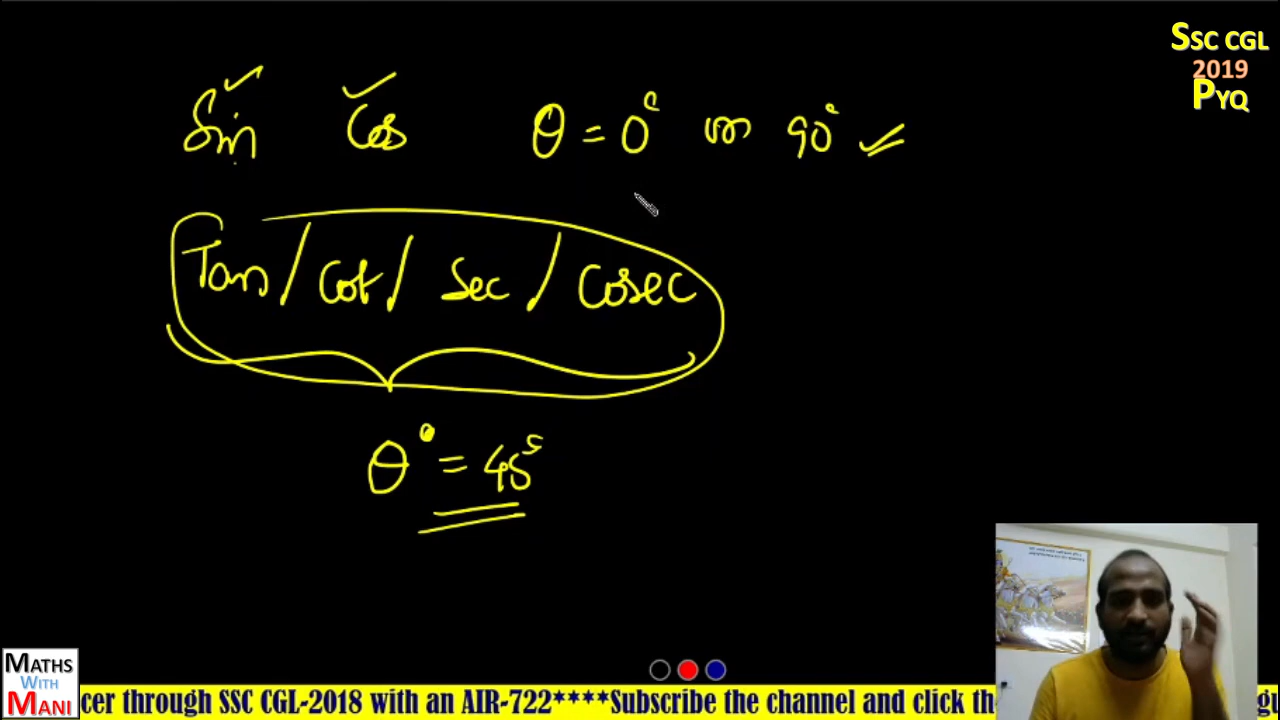 SSC CGL
2019
PYQ
Sin Cos θ = 0° or 90°
Tan / Cot / Sec / Cosec
θ° = 45°
MATHS
WITH
MANI
cer through SSC CGL-2018 with an AIR-722****Subscribe the channel and click th